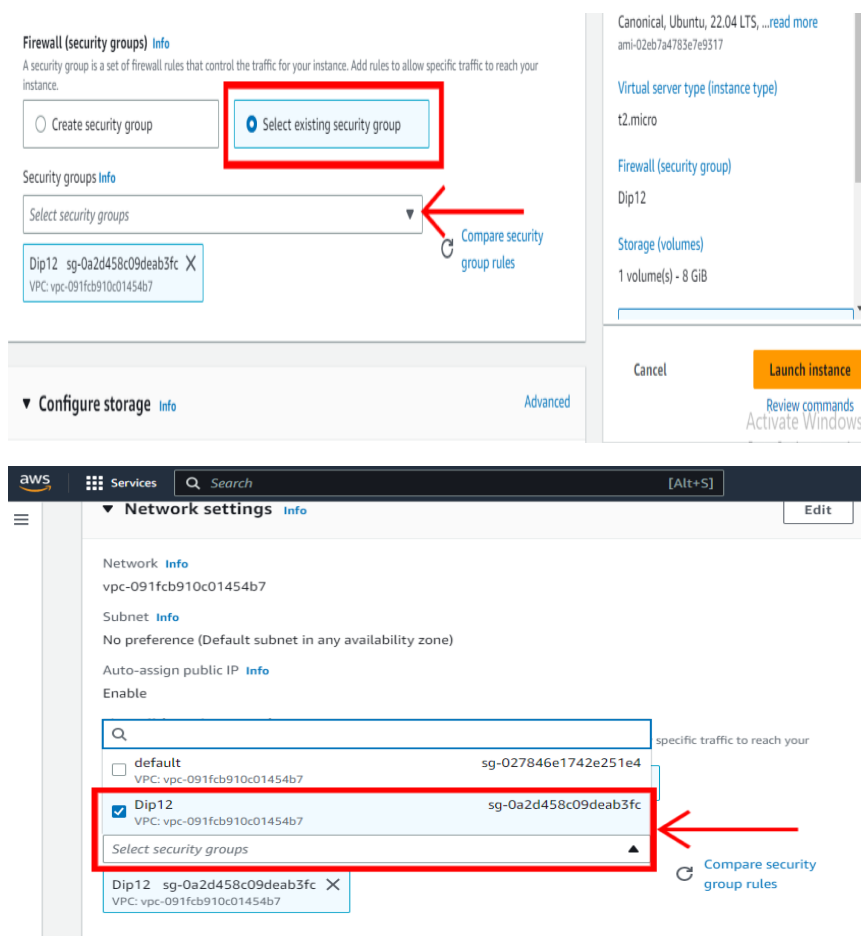 Firewall (security groups) Info
A security group is a set of firewall rules that control the traffic for your instance. Add rules to allow specific traffic to reach your
instance.
Create security group
Select existing security group
Security groups Info
Select security groups
Compare security
group rules
Dip12 sg-0a2d458c09deab3fc
VPC: vpc-091fcb910c01454b7
Configure storage Info
Advanced
Canonical, Ubuntu, 22.04 LTS, ...read more
ami-02eb7a4783e7e9317
Virtual server type (instance type)
t2.micro
Firewall (security group)
Dip12
Storage (volumes)
1 volume(s) - 8 GiB
Cancel
Launch instance
Review commands
Activate Windows
aws
Services
Search
[Alt+S]
Network settings Info
Edit
Network Info
vpc-091fcb910c01454b7
Subnet Info
No preference (Default subnet in any availability zone)
Auto-assign public IP Info
Enable
specific traffic to reach your
default sg-027846e1742e251e4
VPC: vpc-091fcb910c01454b7
Dip12 sg-0a2d458c09deab3fc
VPC: vpc-091fcb910c01454b7
Select security groups
Compare security
group rules
Dip12 sg-0a2d458c09deab3fc
VPC: vpc-091fcb910c01454b7